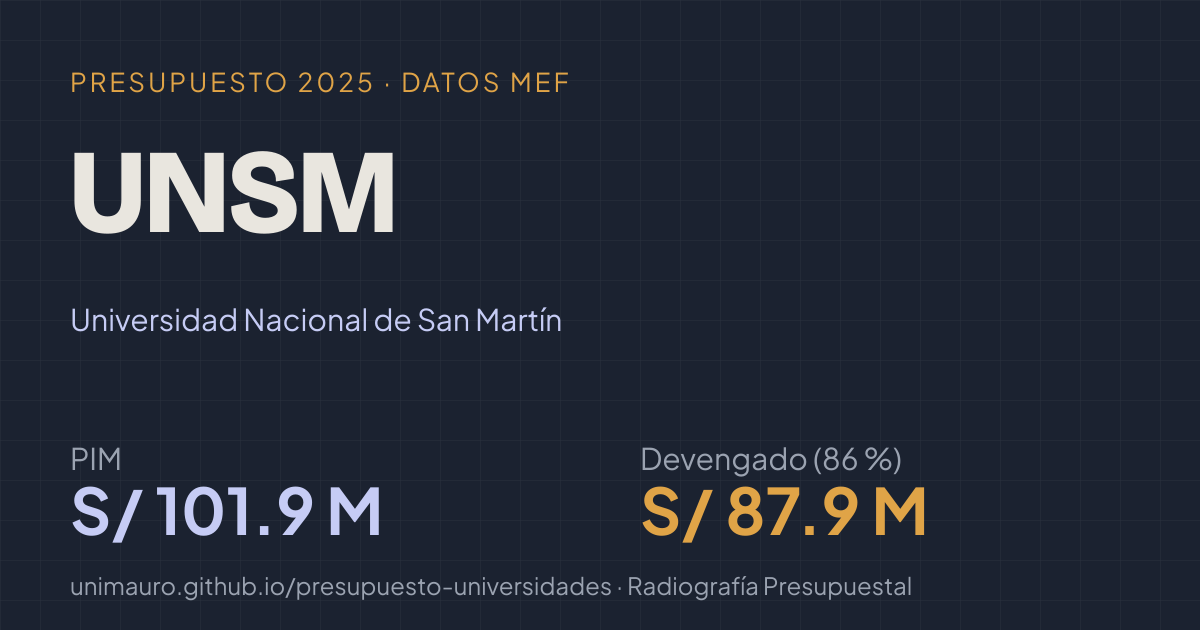 PRESUPUESTO 2025 · DATOS MEF
UNSM
Universidad Nacional de San Martín
PIM
S/ 101.9 M
Devengado (86 %)
S/ 87.9 M
unimauro.github.io/presupuesto-universidades · Radiografía Presupuestal